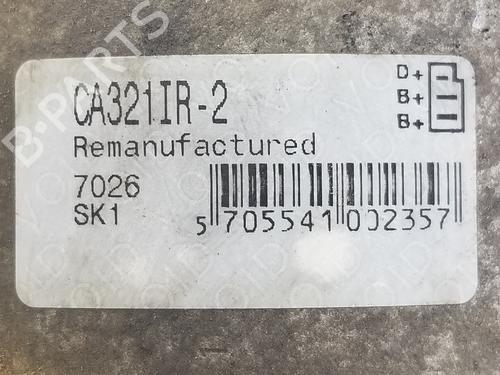 CA321IR-2
Remanufactured
7026
SK1
D+
B+
B+
5 705541 002357
B-PARTS